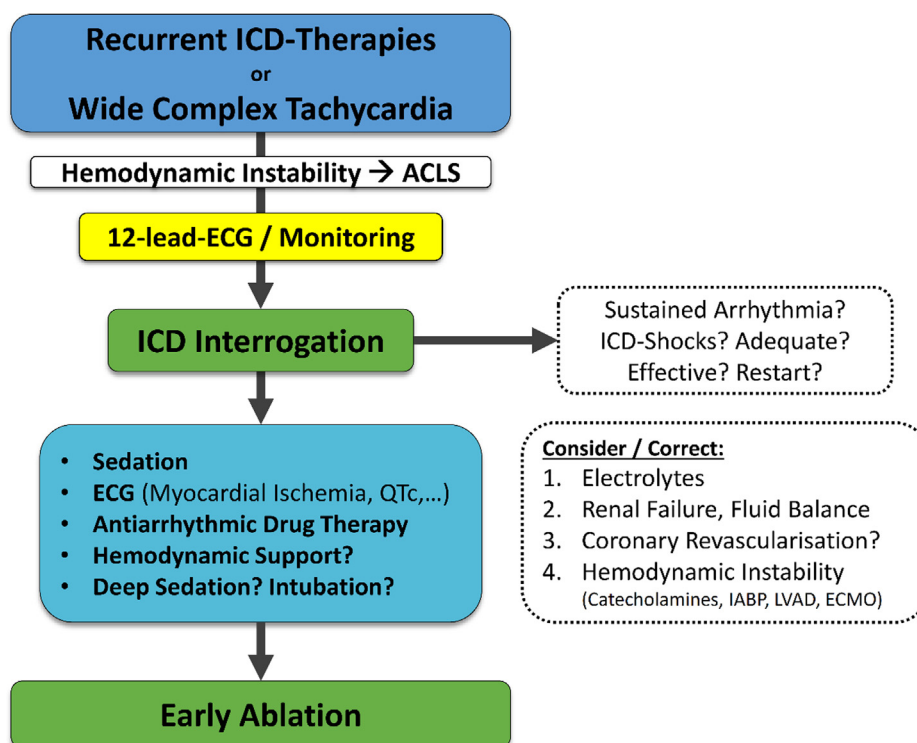 Recurrent ICD-Therapies
or
Wide Complex Tachycardia
Hemodynamic Instability → ACLS
12-lead-ECG / Monitoring
ICD Interrogation
Sustained Arrhythmia?
ICD-Shocks? Adequate?
Effective? Restart?
• Sedation
• ECG (Myocardial Ischemia, QTc,...)
• Antiarrhythmic Drug Therapy
• Hemodynamic Support?
• Deep Sedation? Intubation?
Consider / Correct:
1. Electrolytes
2. Renal Failure, Fluid Balance
3. Coronary Revascularisation?
4. Hemodynamic Instability
(Catecholamines, IABP, LVAD, ECMO)
Early Ablation